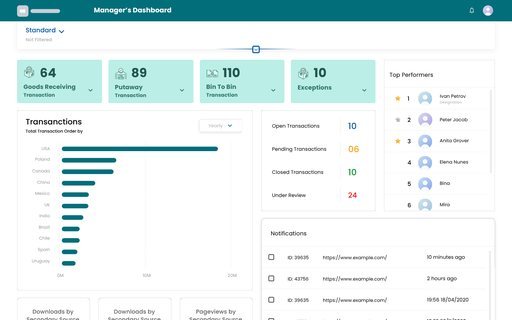 Manager's Dashboard
Standard
Not Filtered
64
Goods Receiving
Transaction
89
Putaway
Transaction
110
Bin To Bin
Transaction
10
Exceptions
Top Performers
1 Ivan Petrov
2 Peter Jacob
3 Anita Grover
4 Elena Nunes
5 Bina
6 Mira
Transanctions
Total Transaction Order by
Yearly
USA
Poland
Canada
China
Mexico
UK
India
Brazil
Chile
Spain
Uruguay
0M 10M 20M
Open Transactions 10
Pending Transactions 06
Closed Transactions 10
Under Review 24
Notifications
ID: 39635 https://www.example.com/ 10 minutes ago
ID: 43756 https://www.example.com/ 2 hours ago
ID: 39635 https://www.example.com/ 19:56 18/04/2020
Downloads by
Secondary Source
Downloads by
Secondary Source
Pageviews by
Secondary Source